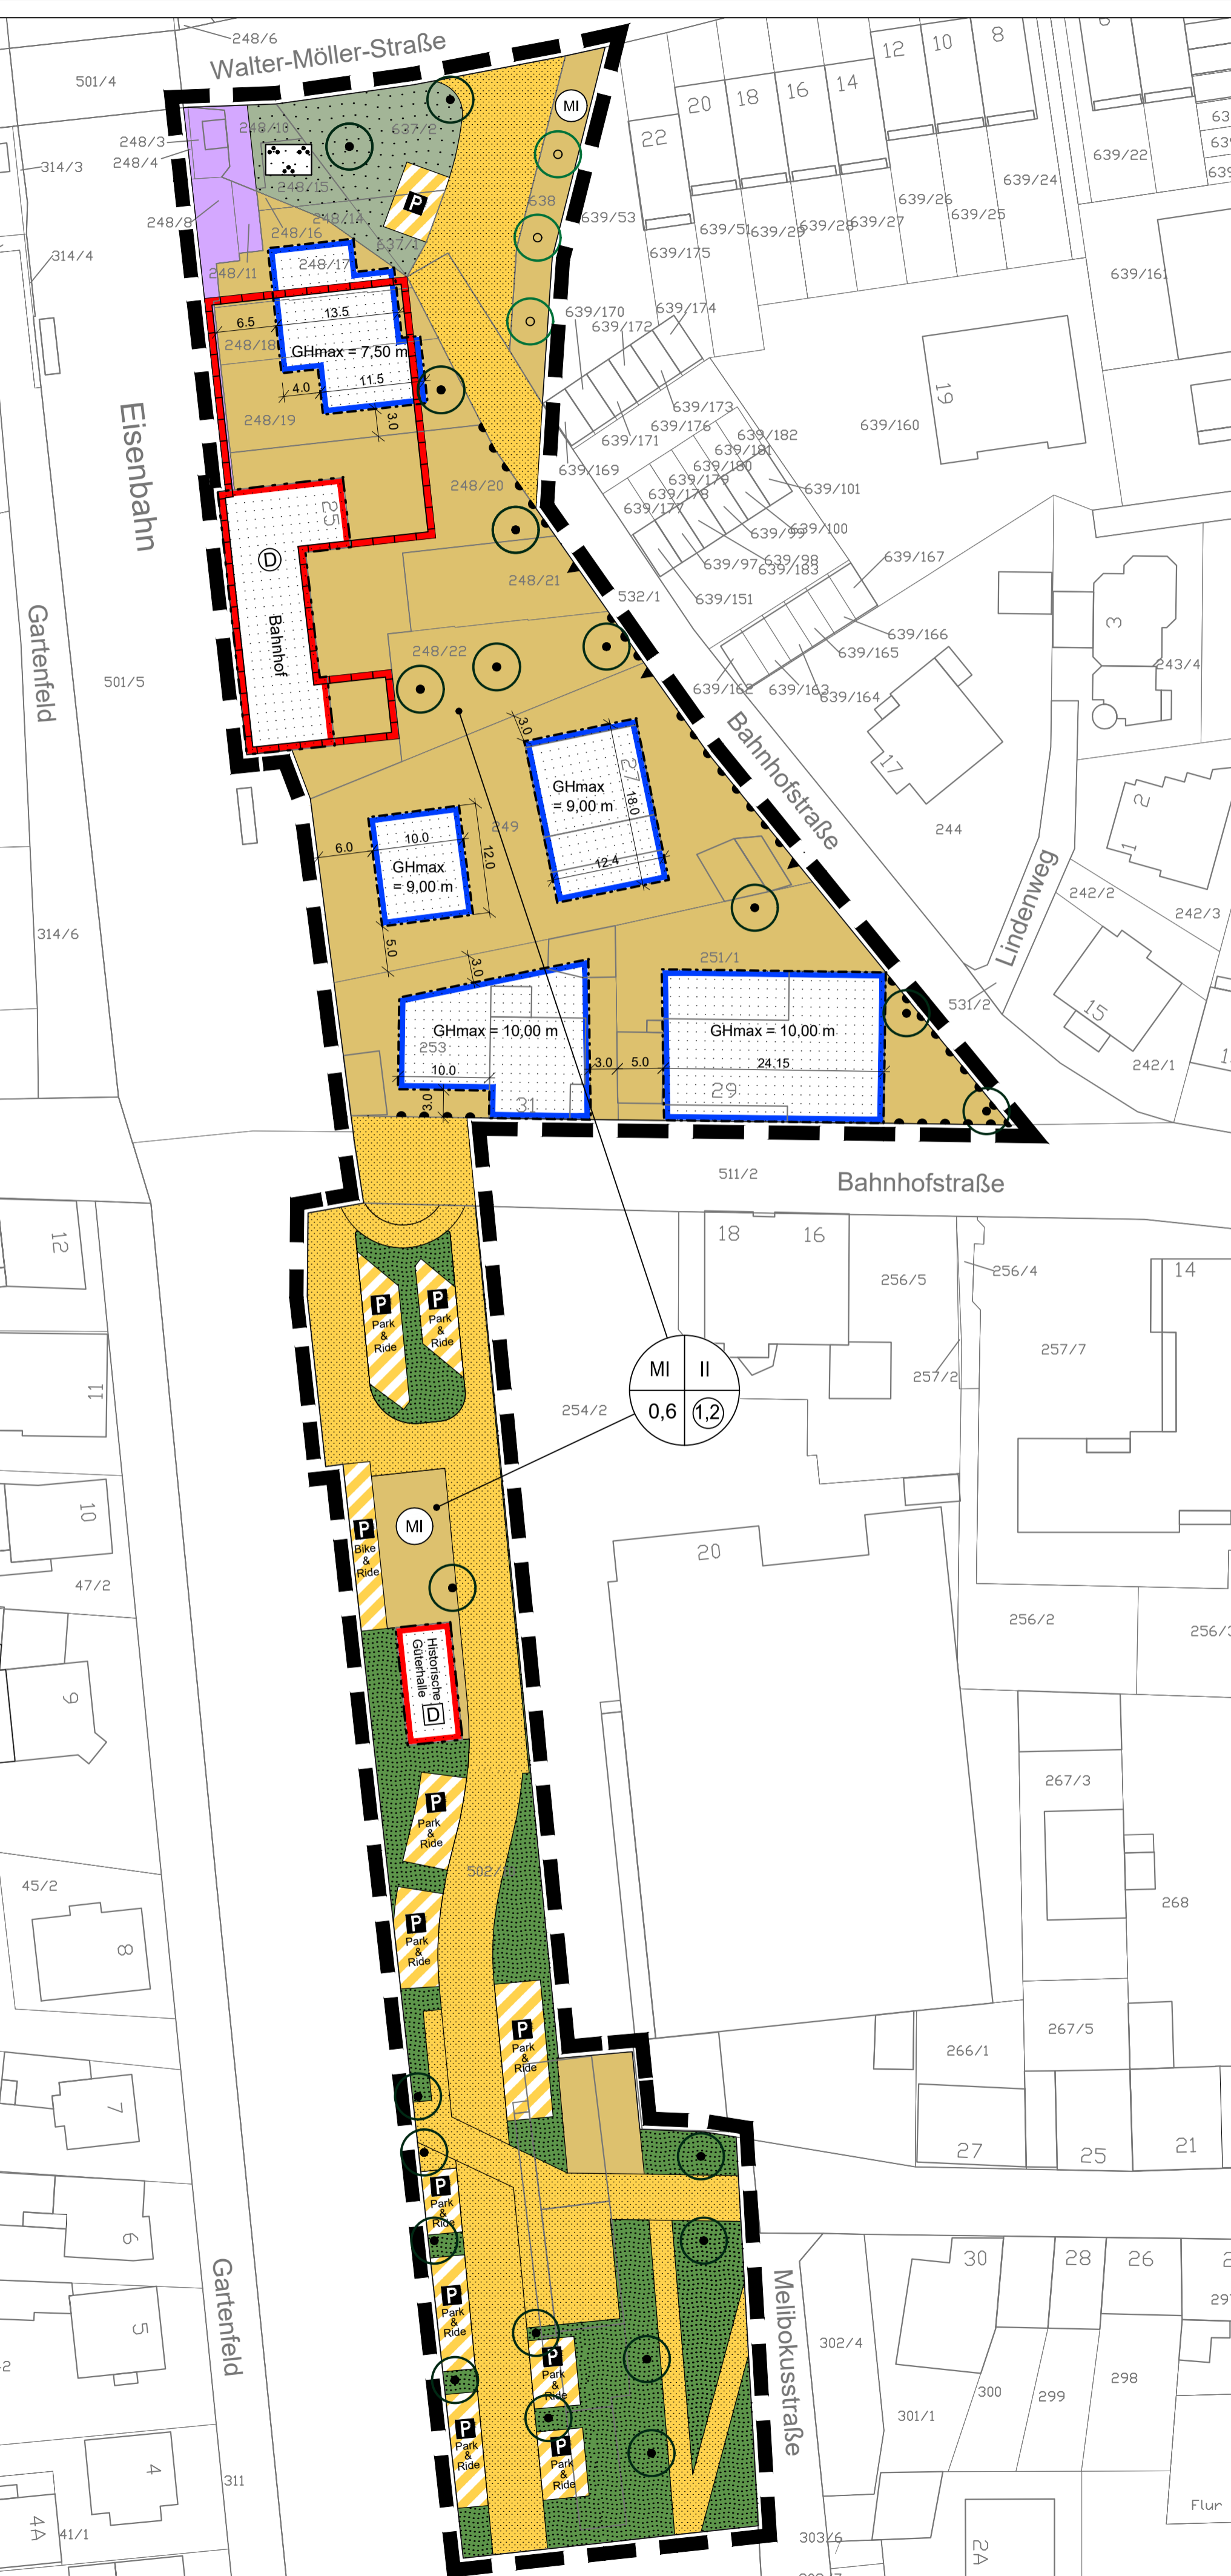 248/6
Walter-Möller-Straße
501/4
12
10
8
20
18
16
14
22
MI
248/10
637/2
248/3
248/4
314/3
639/22
639/24
248/15
P
638
639/26
639/25
248/8
248/14
639/53
639/51
639/29
639/28
639/27
248/16
637/1
639/175
314/4
248/11
248/17
639/161
6.5
13.5
639/170
639/172
639/174
248/18
GHmax = 7,50 m
4.0
11.5
19
248/19
3.0
639/173
639/176
639/171
639/182
639/181
639/160
Eisenbahn
639/169
639/180
639/179
639/178
639/177
639/101
248/20
25
639/99
639/100
D
639/97
639/98
639/183
639/167
248/21
532/1
639/151
Gartenfeld
Bahnhof
3
639/166
639/165
248/22
243/4
501/5
639/162
639/163
639/164
3.0
Bahnhofstraße
17
27
GHmax
= 9,00 m
18.0
2
1
249
244
10.0
6.0
12.0
12.4
GHmax
= 9,00 m
Lindenweg
242/2
242/3
314/6
5.0
3.0
251/1
531/2
15
GHmax = 10,00 m
GHmax = 10,00 m
253
3.0
5.0
24.15
10.0
242/1
29
3.0
31
511/2
Bahnhofstraße
12
18
16
256/5
256/4
14
P
Park
&
Ride
P
Park
&
Ride
257/7
MI
II
257/2
11
0,6
1,2
254/2
10
P
Bike
&
Ride
MI
20
47/2
256/2
Historische
Güterhalle
D
9
267/3
P
Park
&
Ride
502/
45/2
268
P
Park
&
Ride
8
P
Park
&
Ride
267/5
266/1
7
27
25
21
P
Park
&
Ride
6
30
28
26
P
Park
&
Ride
Gartenfeld
Melibokusstraße
5
302/4
P
Park
&
Ride
298
300
299
301/1
P
Park
&
Ride
P
Park
&
Ride
4
311
Flur
4A
41/1
303/6
2A